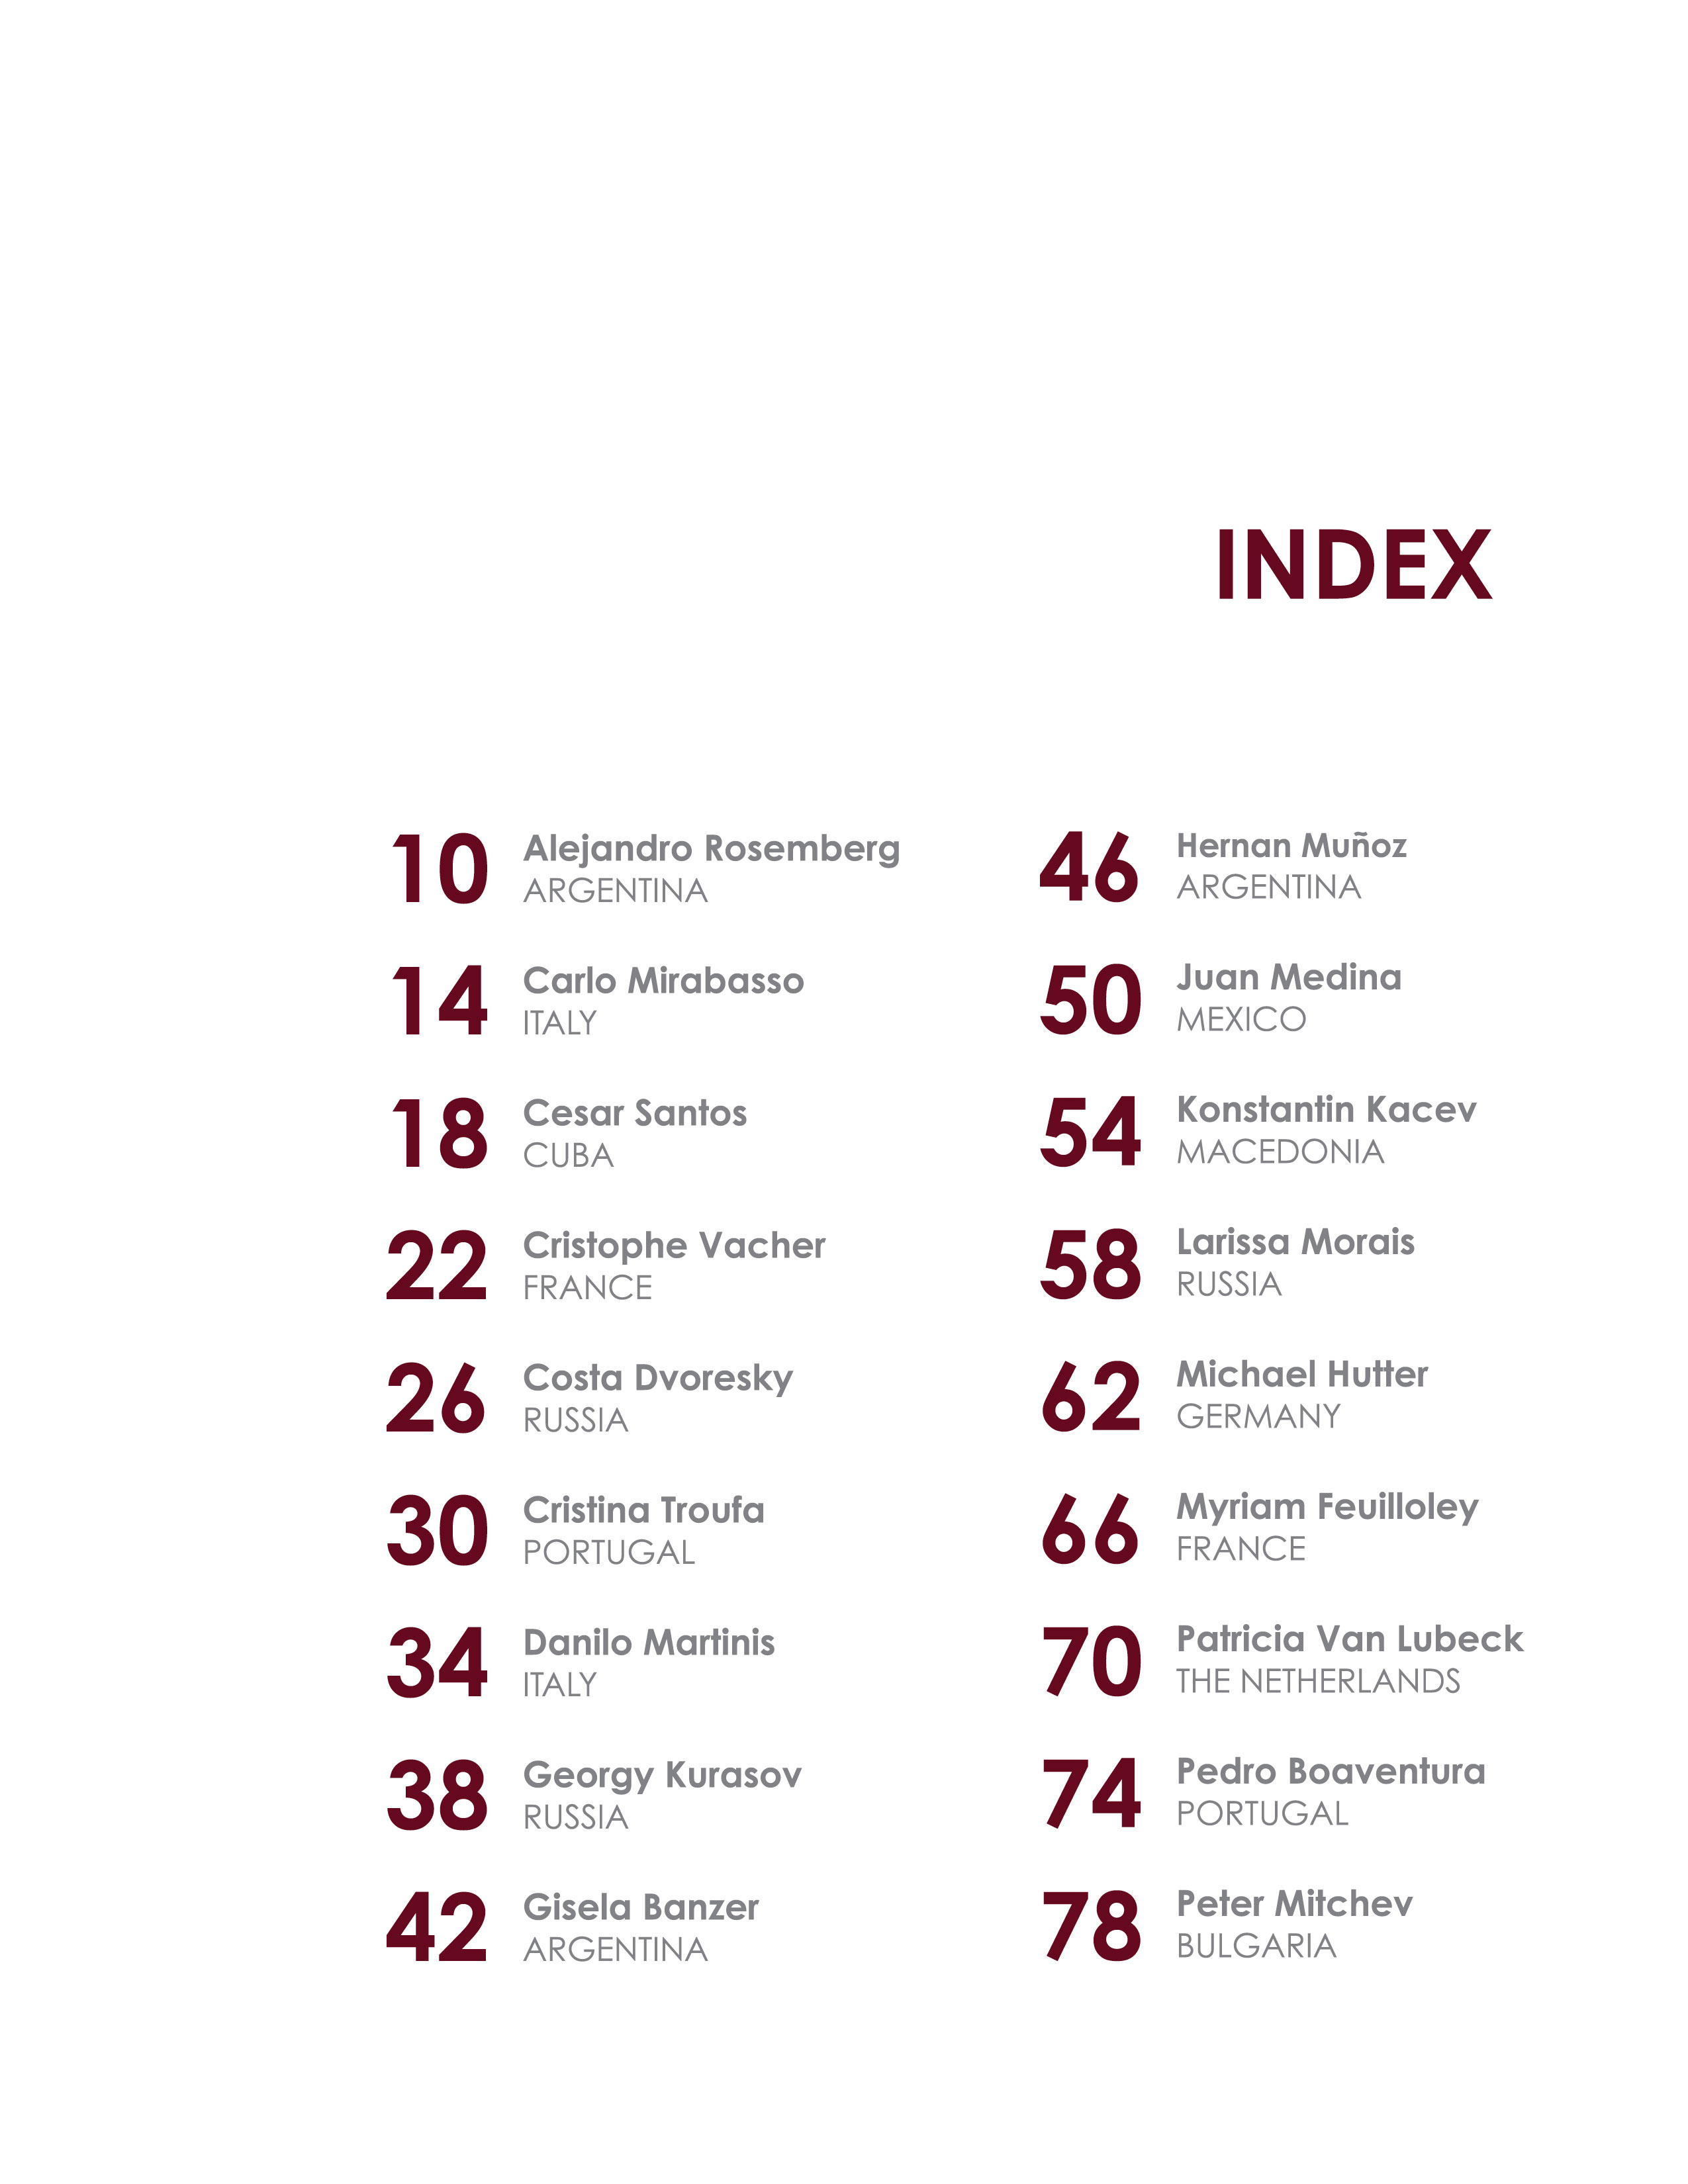 INDEX
10
Alejandro Rosemberg
ARGENTINA
14
Carlo Mirabasso
ITALY
18
Cesar Santos
CUBA
22
Cristophe Vacher
FRANCE
26
Costa Dvoresky
RUSSIA
30
Cristina Troufa
PORTUGAL
34
Danilo Martinis
ITALY
38
Georgy Kurasov
RUSSIA
42
Gisela Banzer
ARGENTINA
46
Hernan Muñoz
ARGENTINA
50
Juan Medina
MEXICO
54
Konstantin Kacev
MACEDONIA
58
Larissa Morais
RUSSIA
62
Michael Hutter
GERMANY
66
Myriam Feuilloley
FRANCE
70
Patricia Van Lubeck
THE NETHERLANDS
74
Pedro Boaventura
PORTUGAL
78
Peter Mitchev
BULGARIA